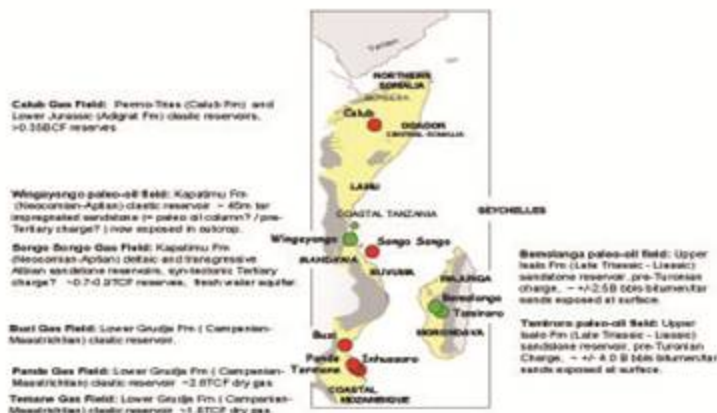 Yemen
NORTHERN
SOMALIA
BERBERA
Calub
OGADOR
CENTRAL SOMALIA
LAMU
COASTAL TANZANIA
SEYCHELLES
Wingayongo
Songo Songo
MANDAWA
RUVUMA
MAJUNGA
Bemolanga
Tsimiroro
MORONDAVA
Buzi
Pande
Inhassoro
Temane
COASTAL
MOZAMBIQUE
Calub Gas Field: Permo-Trias (Calub Fm) and
Lower Jurassic (Adigrat Fm) clastic reservoirs,
>0.35BCF reserves
Wingayongo paleo-oil field: Kapatimu Fm
(Neocomian-Aptian) clastic reservoir ~ 45m tar
impregnated sandstone (= paleo oil column? / pre-
Tertiary charge? ) now exposed in outcrop.
Songo Songo Gas Field: Kapatimu Fm
(Neocomian-Aptian) deltaic and transgressive
Albian sandstone reservoirs, syn-tectonic Tertiary
charge? ~0.7-0.9TCF reserves, fresh water aquifer.
Buzi Gas Field: Lower Grudja Fm ( Campanian-
Maastrichtian) clastic reservoir.
Pande Gas Field: Lower Grudja Fm ( Campanian-
Maastrichtian) clastic reservoir ~2.6TCF dry gas
Temane Gas Field: Lower Grudja Fm ( Campanian-
Maastrichtian) clastic reservoir ~1.8TCF dry gas
Bemolanga paleo-oil field: Upper
Isalo Fm (Late Triassic - Liassic)
sandstone reservoir, pre-Turonian
charge, ~ +/-2.5B bbls bitumen/tar
sands exposed at surface.
Tsimiroro paleo-oil field: Upper
Isalo Fm (Late Triassic - Liassic)
sandstone reservoir, pre-Turonian
Charge, ~ +/- 4.0 B bbls bitumen/tar
sands exposed at surface.